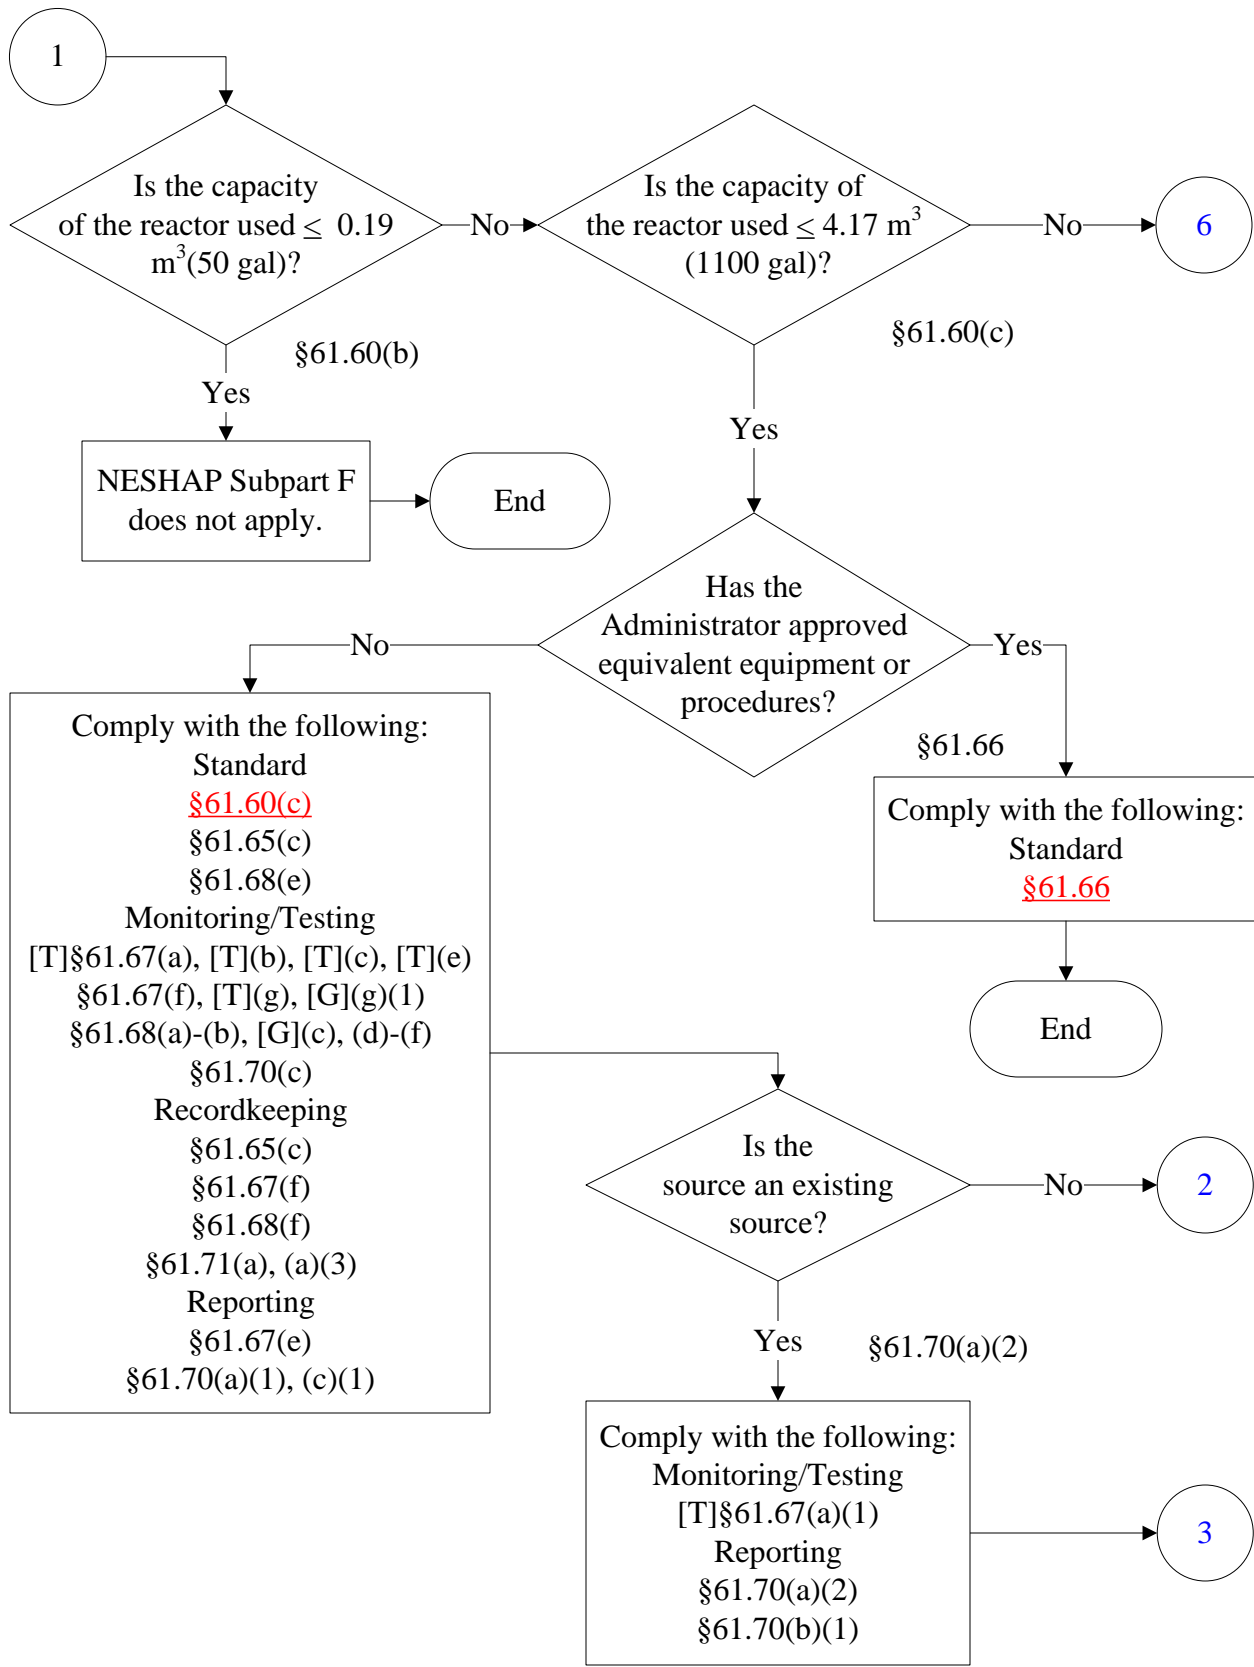 1
Is the capacity
of the reactor used ≤ 0.19
m³(50 gal)?
No
Is the capacity of
the reactor used ≤ 4.17 m³
(1100 gal)?
No
6
§61.60(b)
§61.60(c)
Yes
NESHAP Subpart F
does not apply.
End
Yes
Has the
Administrator approved
equivalent equipment or
procedures?
No
Yes
§61.66
Comply with the following:
Standard
§61.66
End
Comply with the following:
Standard
§61.60(c)
§61.65(c)
§61.68(e)
Monitoring/Testing
[T]§61.67(a), [T](b), [T](c), [T](e)
§61.67(f), [T](g), [G](g)(1)
§61.68(a)-(b), [G](c), (d)-(f)
§61.70(c)
Recordkeeping
§61.65(c)
§61.67(f)
§61.68(f)
§61.71(a), (a)(3)
Reporting
§61.67(e)
§61.70(a)(1), (c)(1)
Is the
source an existing
source?
No
2
Yes
§61.70(a)(2)
Comply with the following:
Monitoring/Testing
[T]§61.67(a)(1)
Reporting
§61.70(a)(2)
§61.70(b)(1)
3